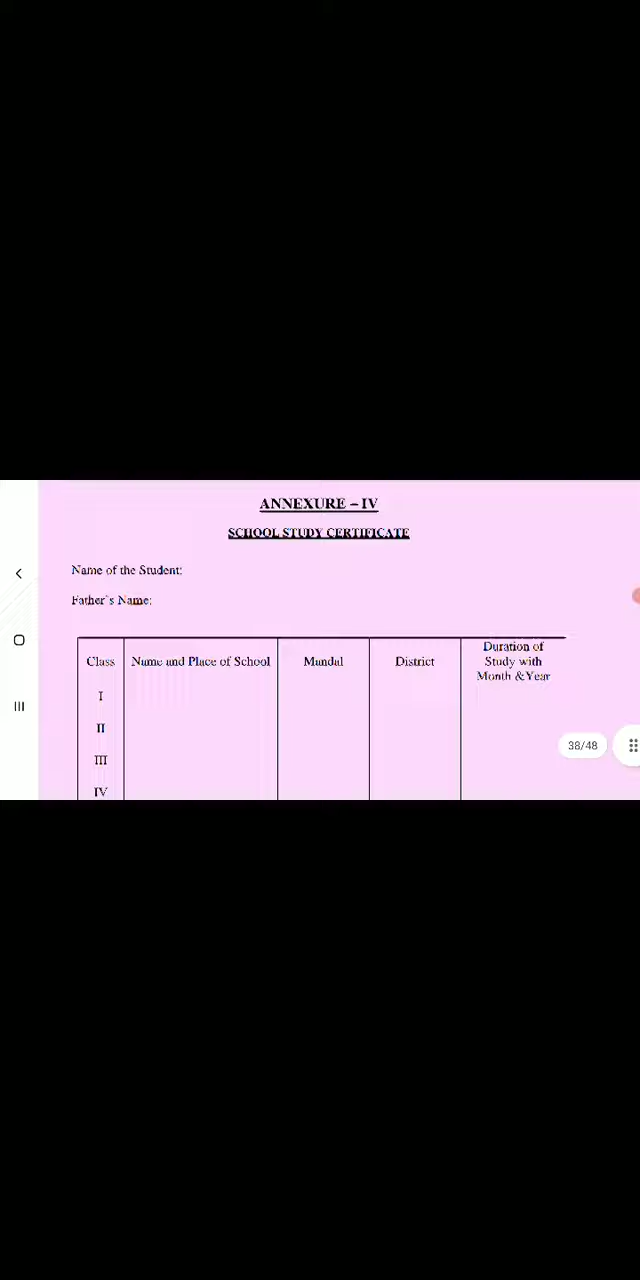 ANNEXURE – IV
SCHOOL STUDY CERTIFICATE
Name of the Student:
Father's Name:
Class Name and Place of School Mandal District Duration of Study with Month &Year
I
II
III
38/48
IV